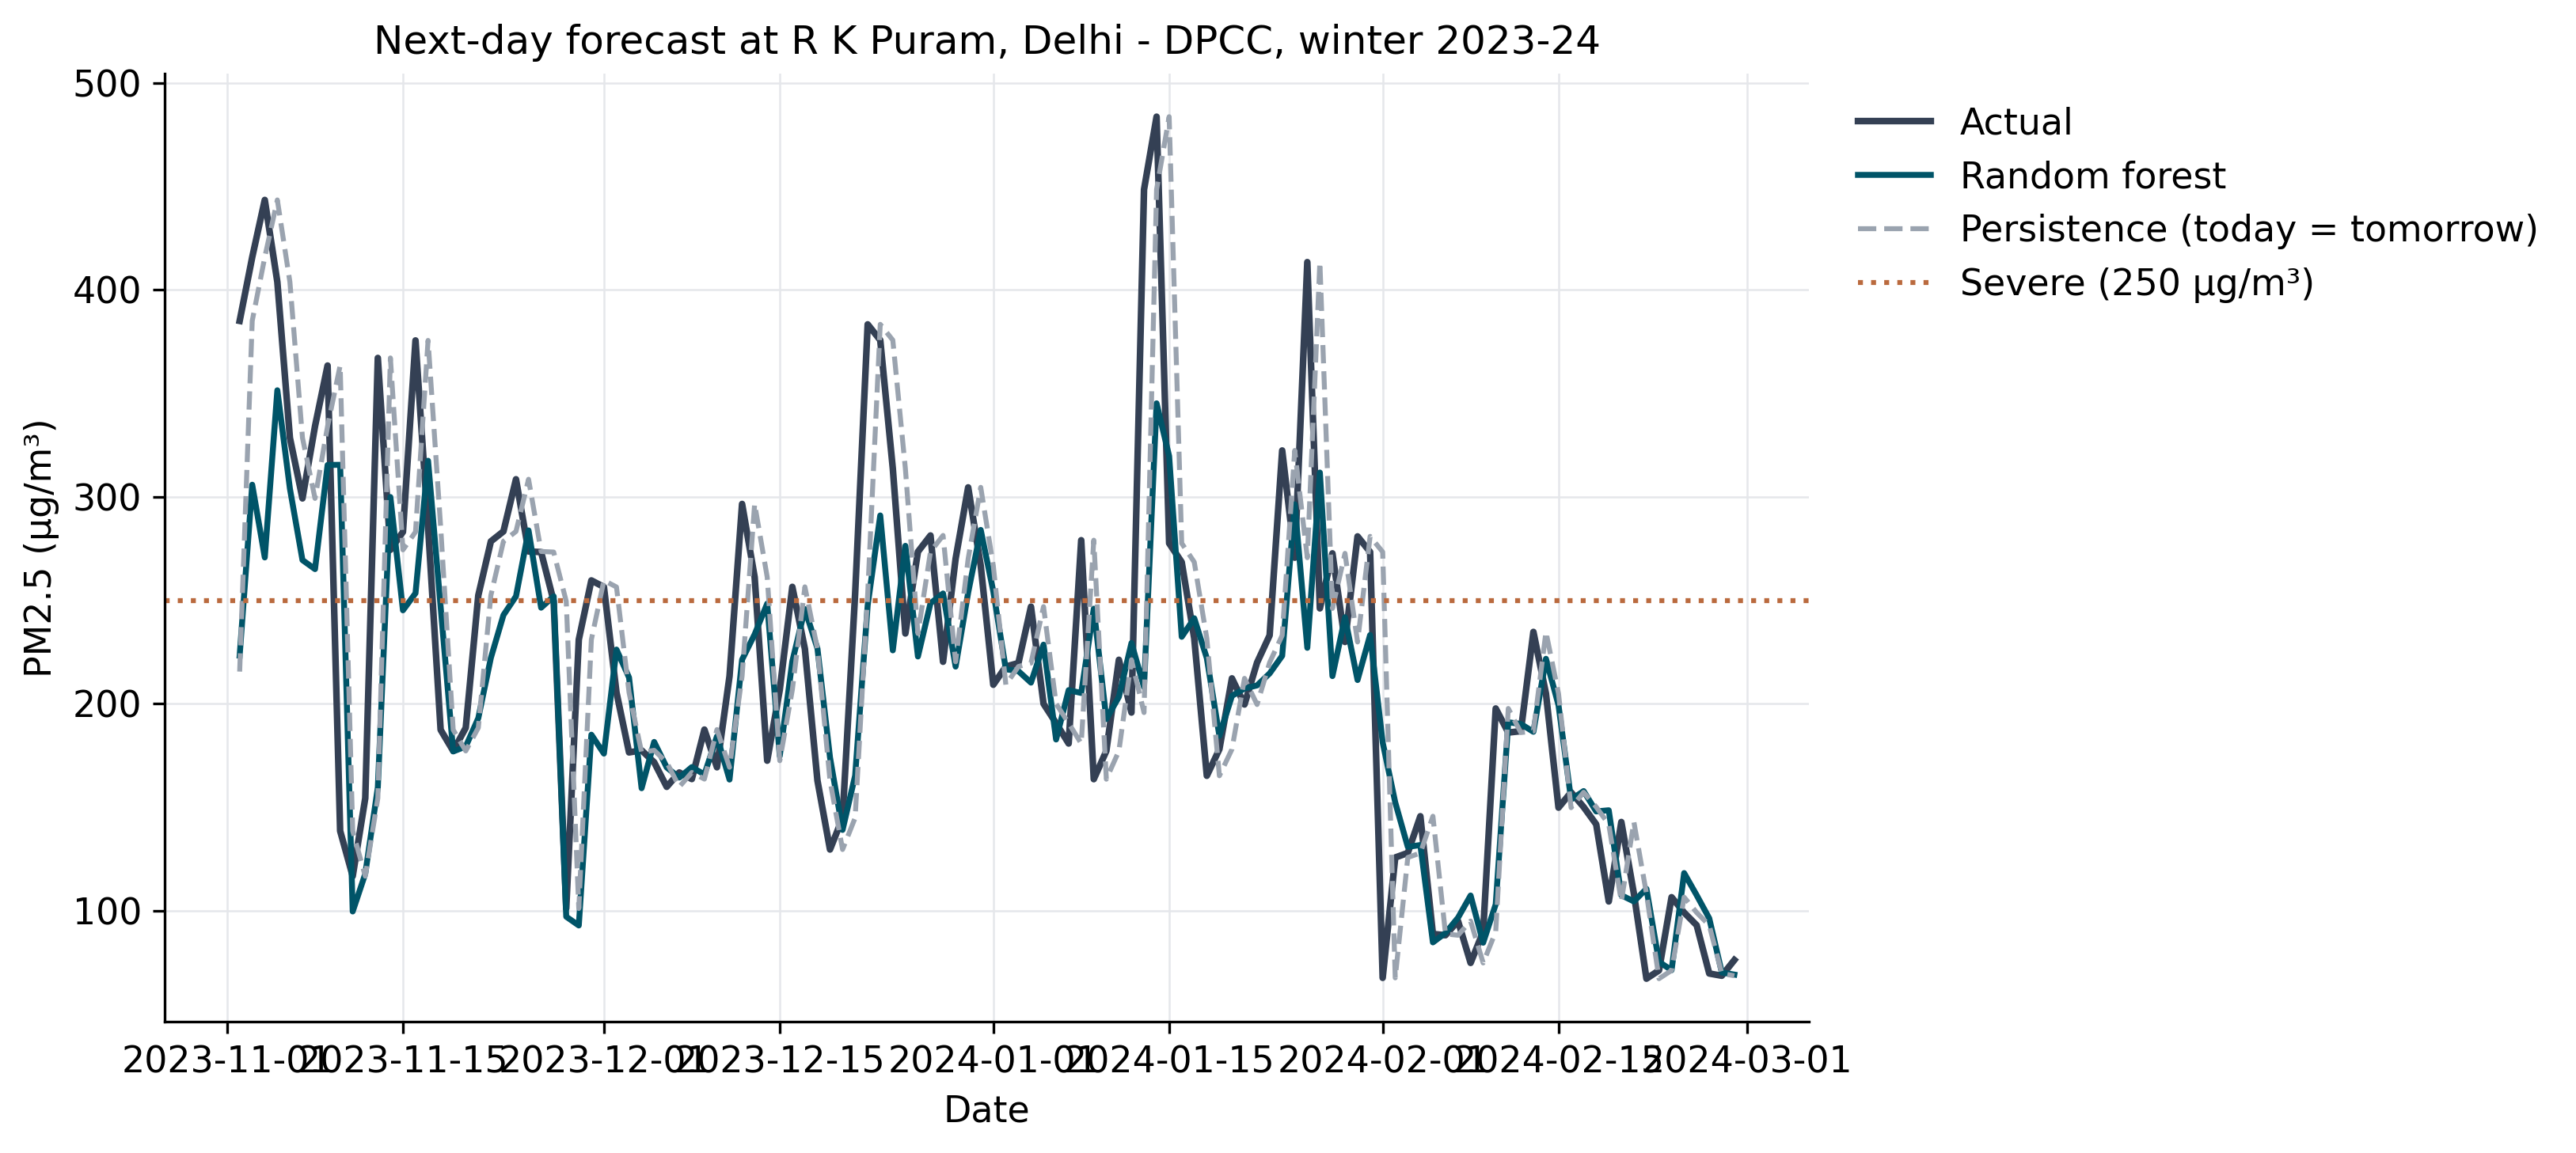 Next-day forecast at R K Puram, Delhi - DPCC, winter 2023-24
500
400
300
200
100
PM2.5 (µg/m³)
Actual
Random forest
Persistence (today = tomorrow)
Severe (250 µg/m³)
2023-11-01 2023-11-15 2023-12-01 2023-12-15 2024-01-01 2024-01-15 2024-02-01 2024-02-15 2024-03-01
Date